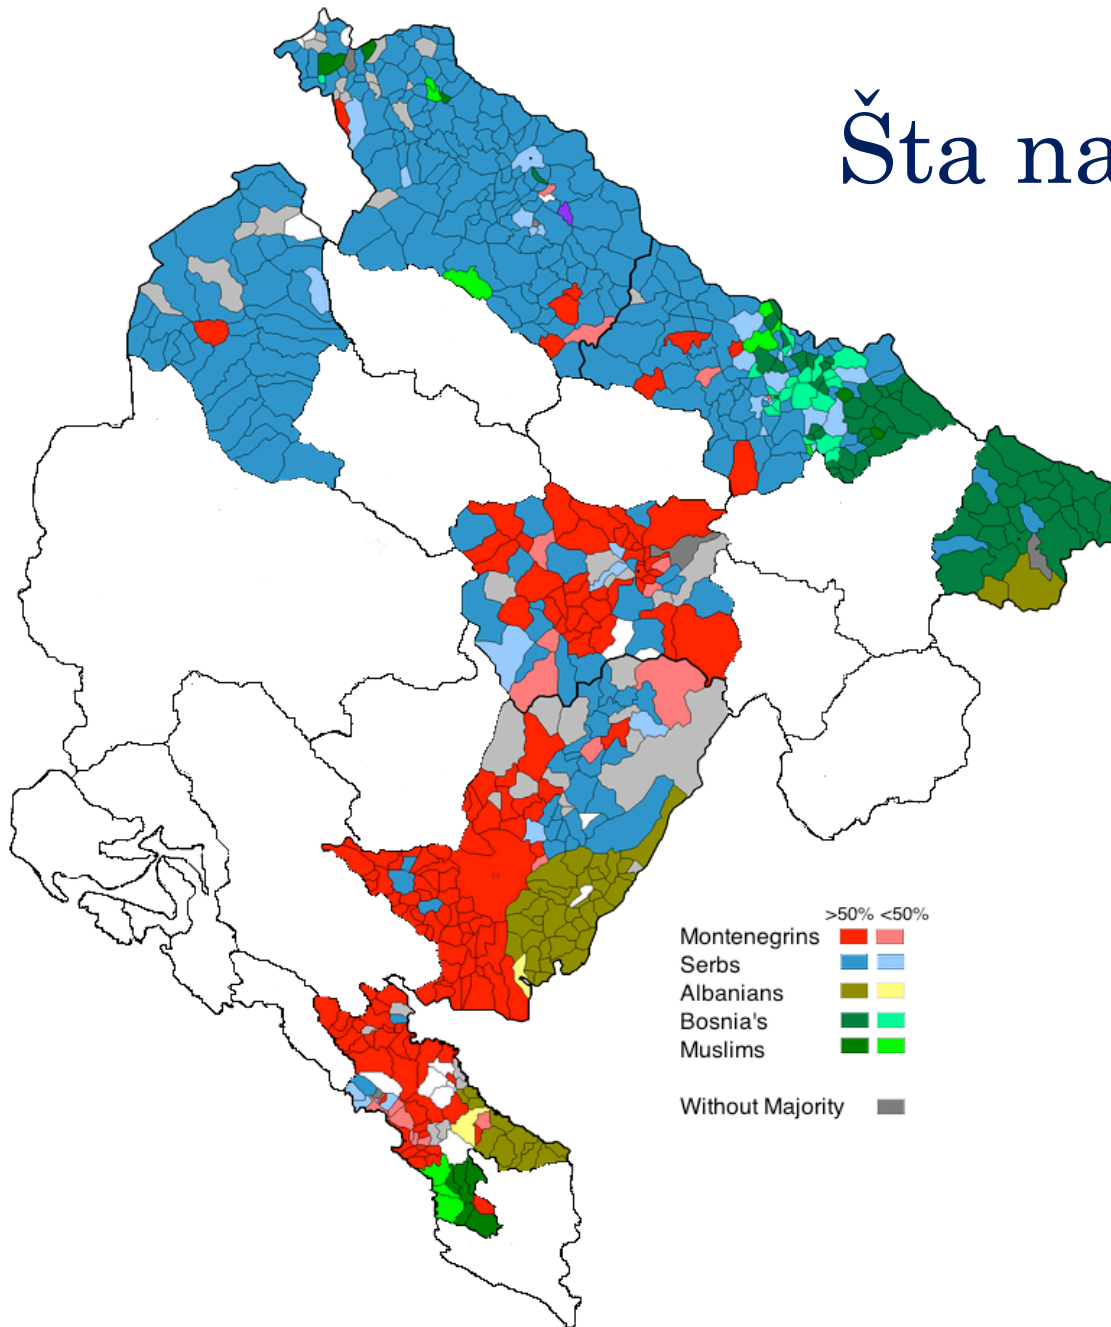 Šta na
>50% <50%
Montenegrins
Serbs
Albanians
Bosnia's
Muslims
Without Majority